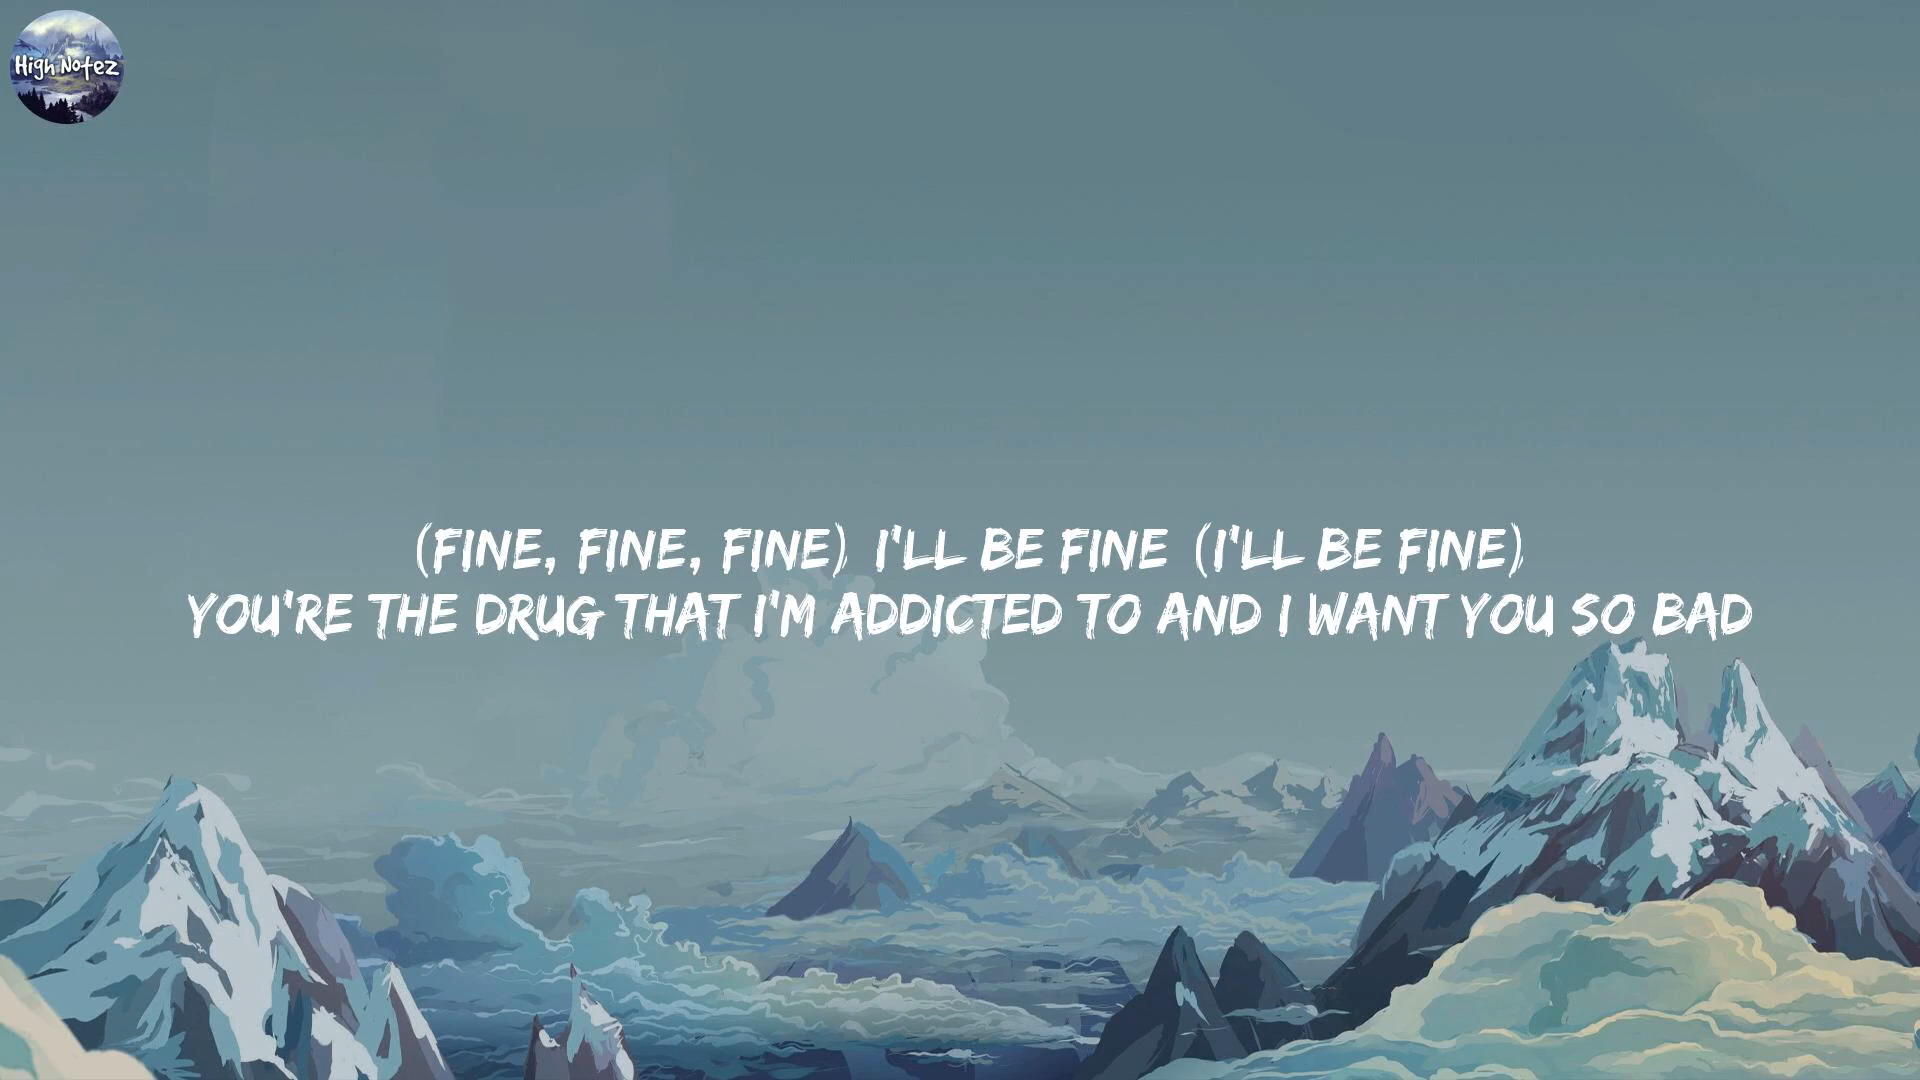 High Notez
(FINE, FINE, FINE) I'LL BE FINE (I'LL BE FINE)
YOU'RE THE DRUG THAT I'M ADDICTED TO AND I WANT YOU SO BAD